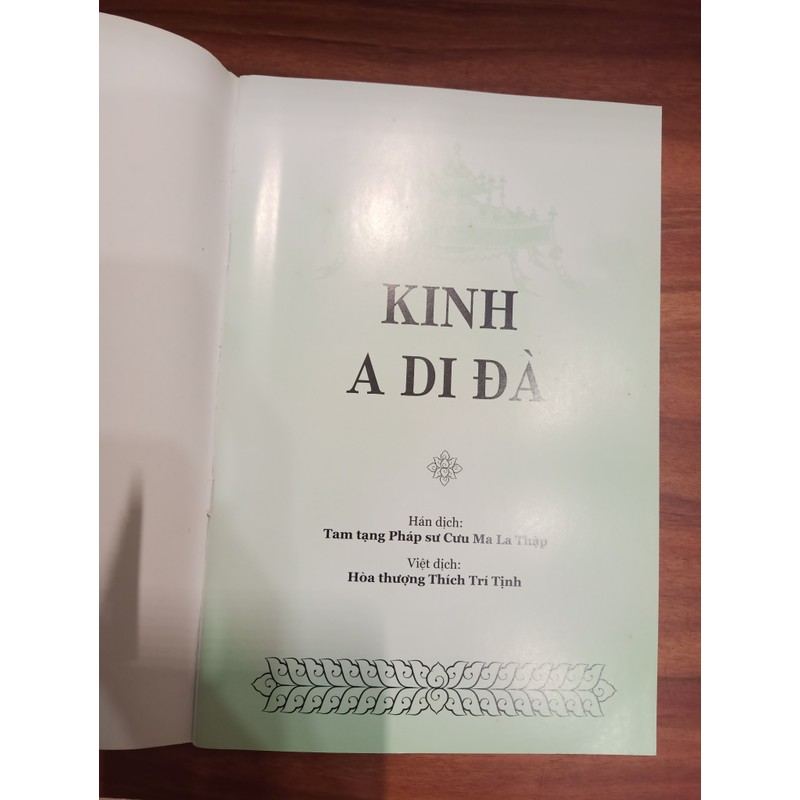 KINH
A DI ĐÀ
Hán dịch:
Tam tạng Pháp sư Cưu Ma La Thập
Việt dịch:
Hòa thượng Thích Trí Tịnh